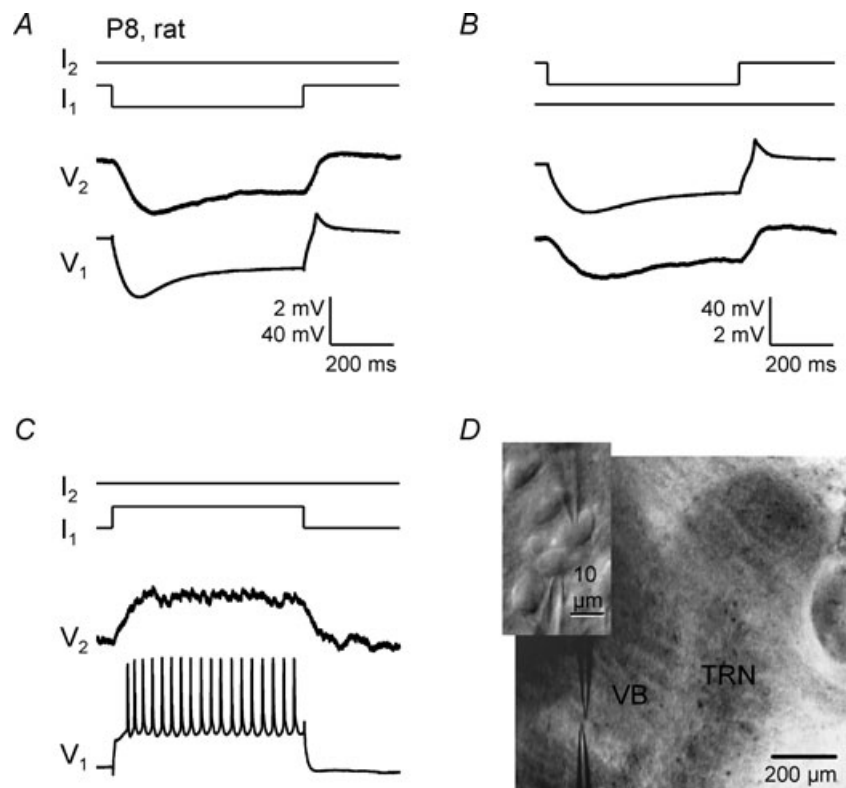 A
P8, rat
I2
I1
V2
V1
2 mV
40 mV
200 ms
B
40 mV
2 mV
200 ms
C
I2
I1
V2
V1
D
10
µm
VB
TRN
200 µm